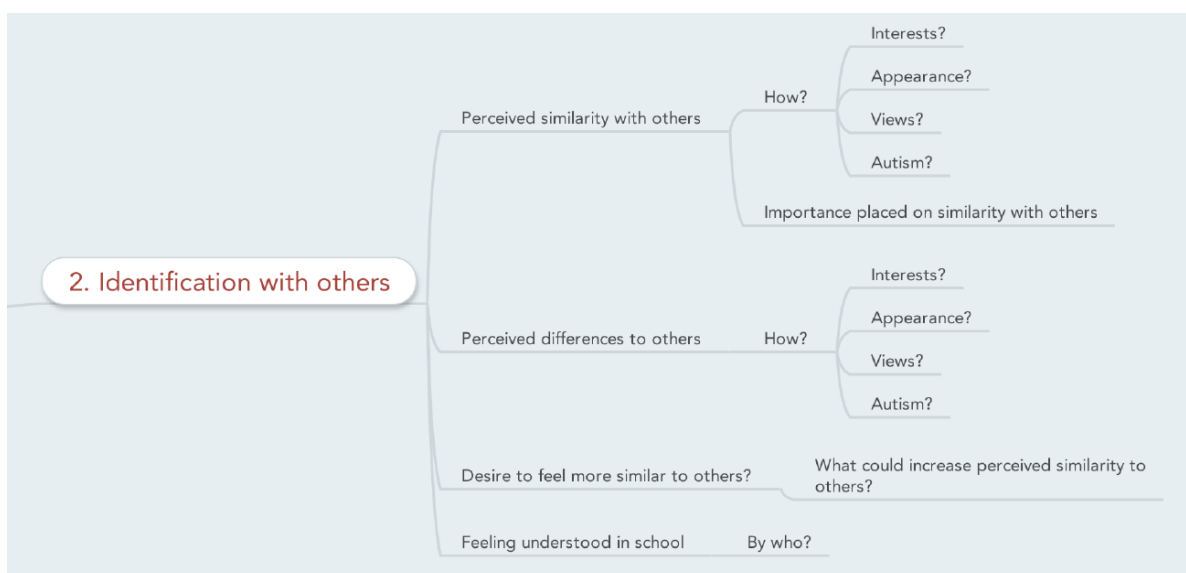 2. Identification with others
Perceived similarity with others
How?
Interests?
Appearance?
Views?
Autism?
Importance placed on similarity with others
Perceived differences to others
How?
Interests?
Appearance?
Views?
Autism?
Desire to feel more similar to others?
What could increase perceived similarity to
others?
Feeling understood in school
By who?